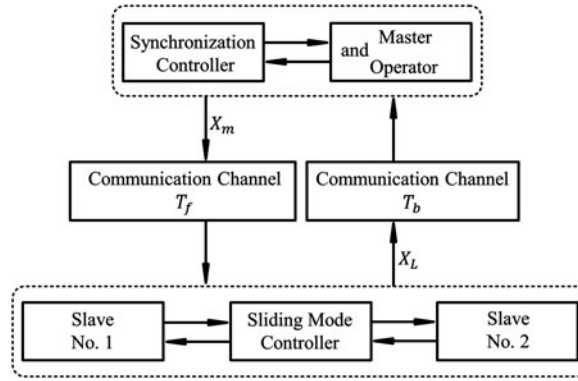 Synchronization
Controller
Master
and
Operator
X_m
Communication Channel
T_f
Communication Channel
T_b
X_L
Slave
No. 1
Sliding Mode
Controller
Slave
No. 2